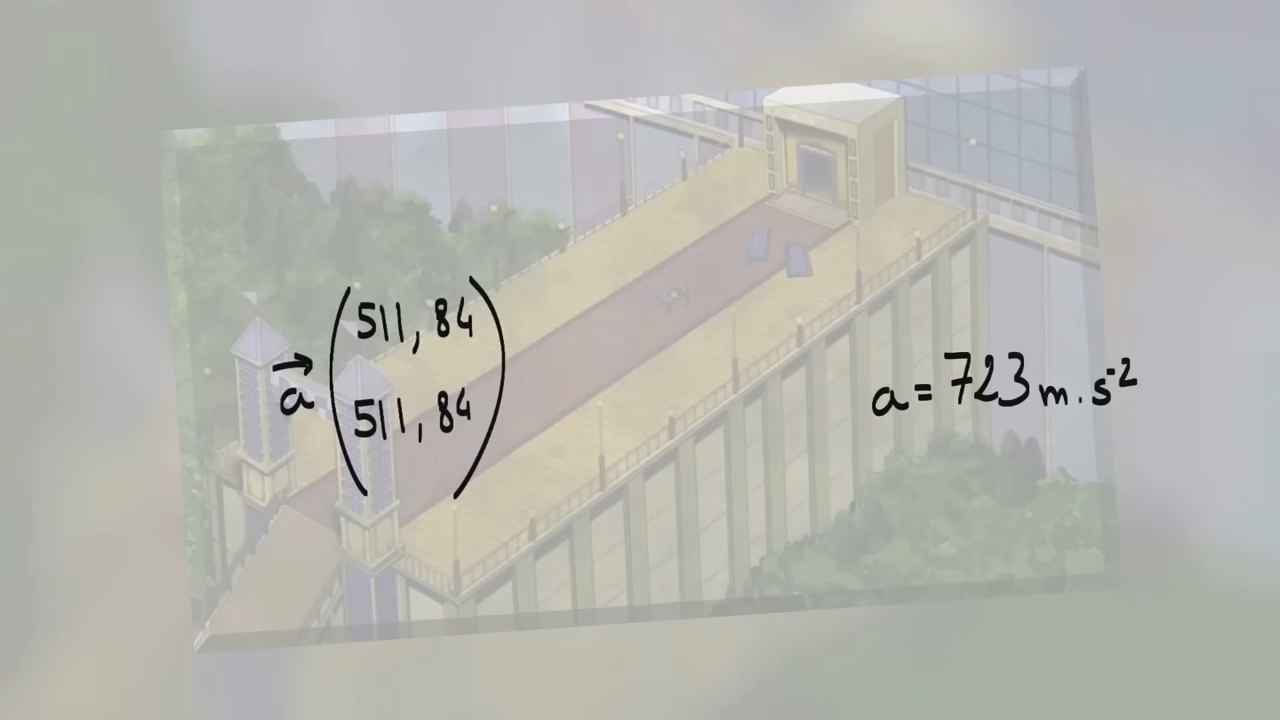 511,84
a⃗
511,84
a = 723 m.s⁻²